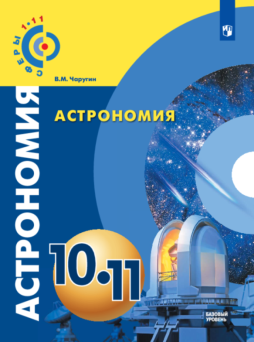 СФЕРЫ 1-11
В.М. Чаругин
АСТРОНОМИЯ
АСТРОНОМИЯ
10•11
БАЗОВЫЙ
УРОВЕНЬ